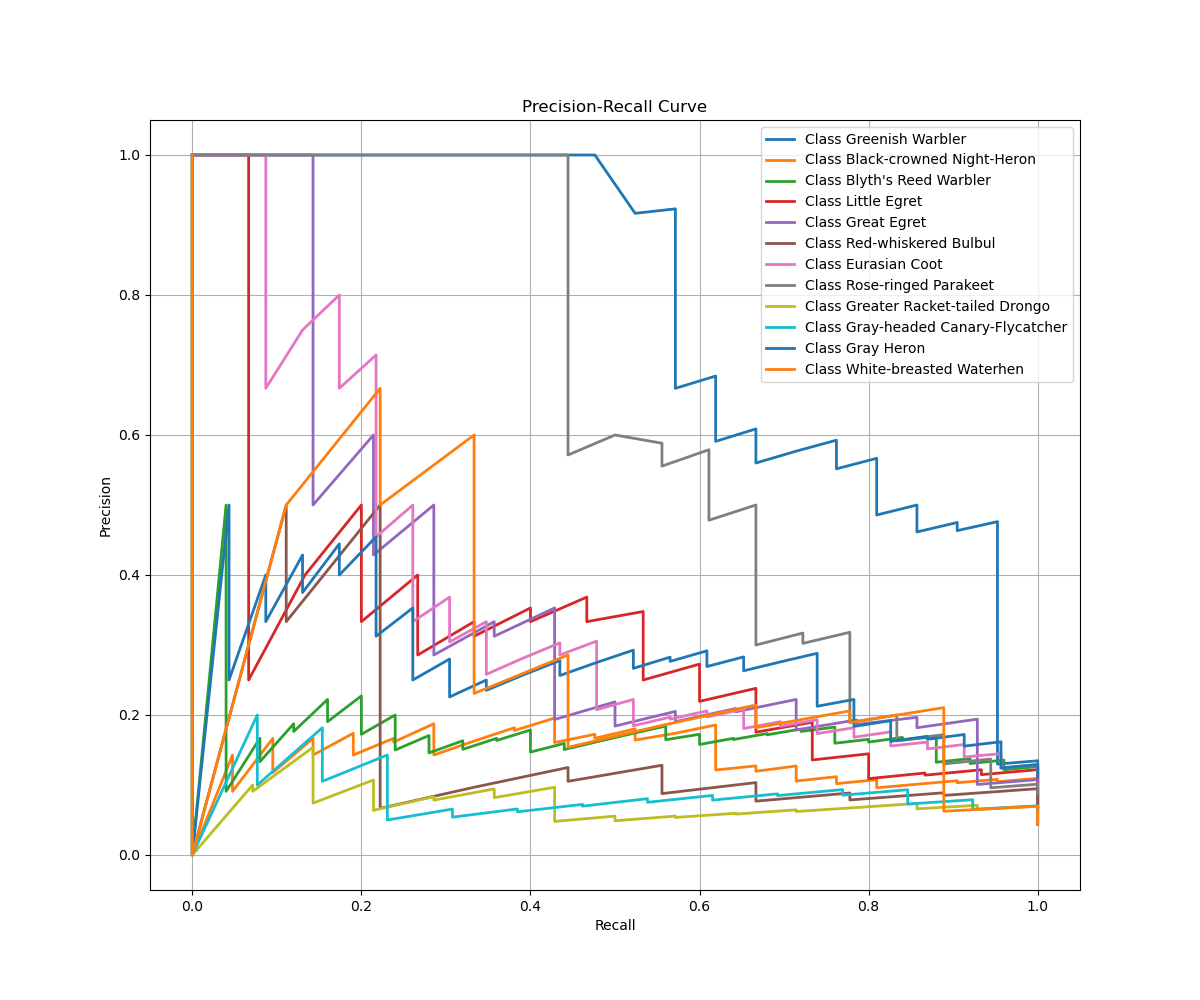 Precision-Recall Curve
Class Greenish Warbler
Class Black-crowned Night-Heron
Class Blyth's Reed Warbler
Class Little Egret
Class Great Egret
Class Red-whiskered Bulbul
Class Eurasian Coot
Class Rose-ringed Parakeet
Class Greater Racket-tailed Drongo
Class Gray-headed Canary-Flycatcher
Class Gray Heron
Class White-breasted Waterhen
Precision
1.0
0.8
0.6
0.4
0.2
0.0
0.0 0.2 0.4 0.6 0.8 1.0
Recall